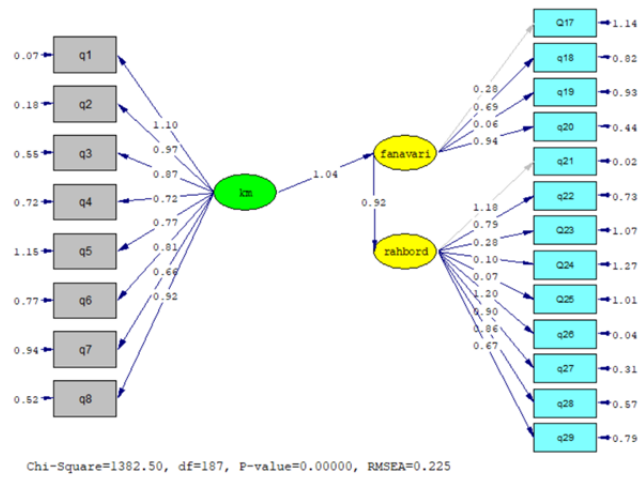 0.07 q1
0.18 q2
0.55 q3
0.72 q4
1.15 q5
0.77 q6
0.94 q7
0.52 q8
1.10
0.97
0.87
0.72
0.77
0.81
0.66
0.92
km
1.04
fanavari
0.92
rahbord
0.28
0.69
0.06
0.94
1.18
0.79
0.28
0.10
0.07
1.20
0.90
0.86
0.67
Q17 1.14
q18 0.82
q19 0.93
q20 0.44
q21 0.02
q22 0.73
Q23 1.07
Q24 1.27
Q25 1.01
q26 0.04
q27 0.31
q28 0.57
q29 0.79
Chi-Square=1382.50, df=187, P-value=0.00000, RMSEA=0.225